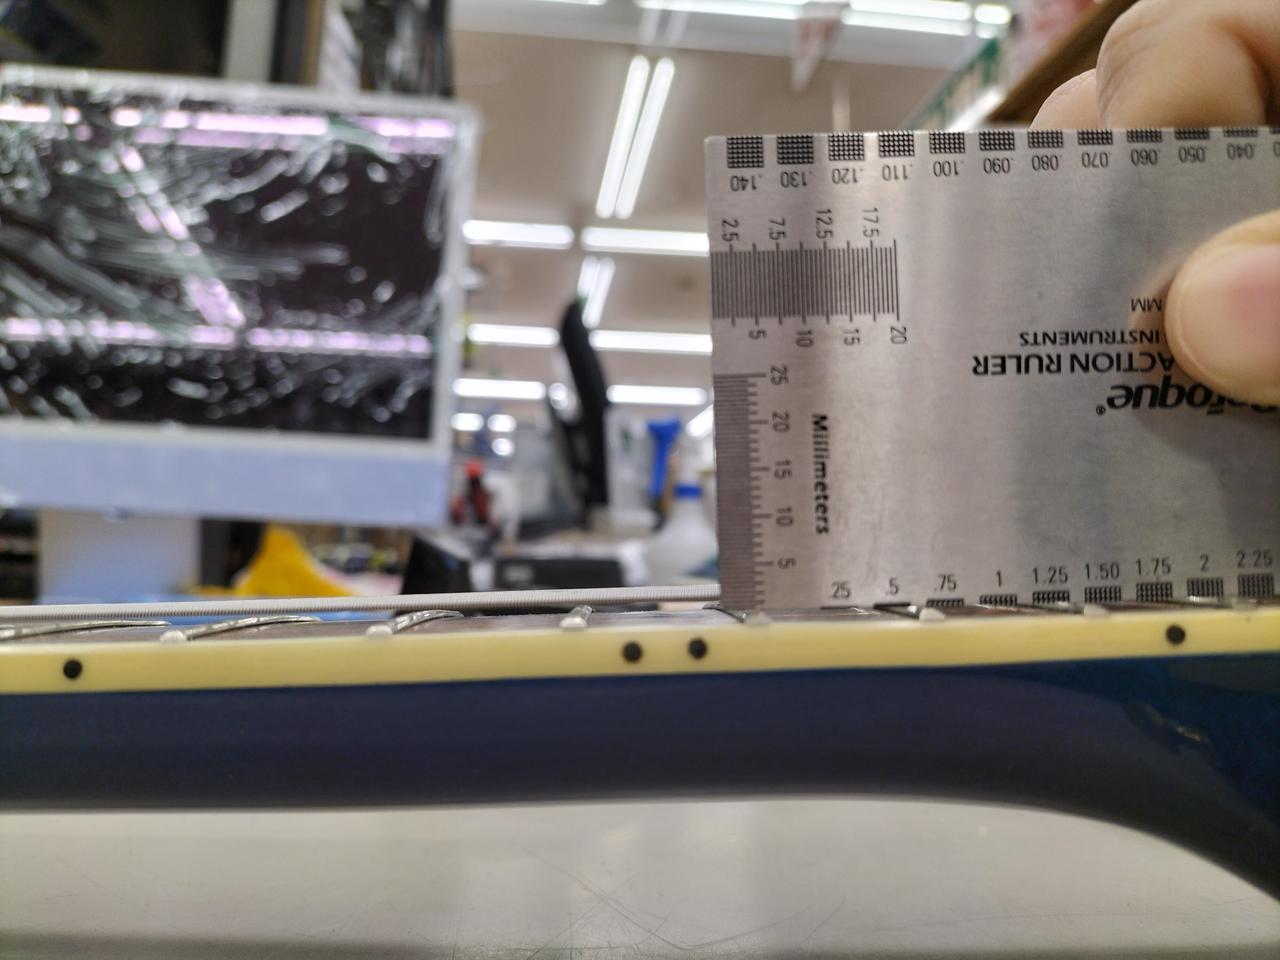 .140 .130 .120 .110 .100 .090 .080 .070 .060 .050 .040
2.5 7.5 12.5 17.5
5 10 15 20
MM
INSTRUMENTS
ACTION RULER
25
20
15
10
5
Millimeters
.25 .5 .75 1 1.25 1.50 1.75 2 2.25